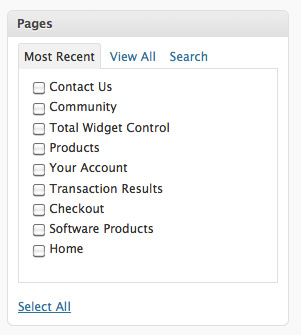 Pages
Most Recent View All Search
Contact Us
Community
Total Widget Control
Products
Your Account
Transaction Results
Checkout
Software Products
Home
Select All